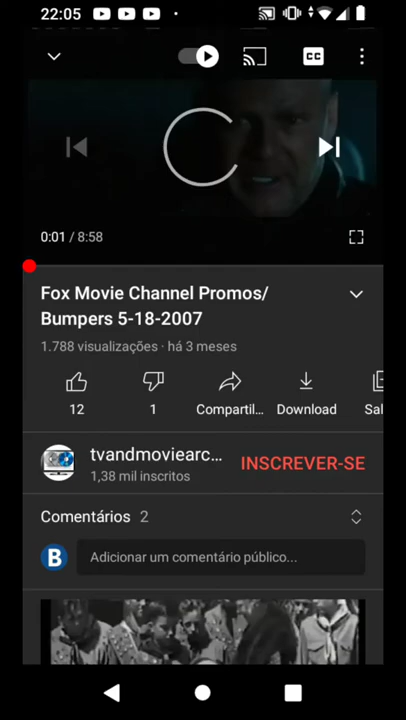 22:05
CC
0:01 / 8:58
Fox Movie Channel Promos/
Bumpers 5-18-2007
1.788 visualizações · há 3 meses
12
1
Compartil...
Download
Sal
tvandmoviearc...
1,38 mil inscritos
INSCREVER-SE
Comentários 2
B
Adicionar um comentário público...